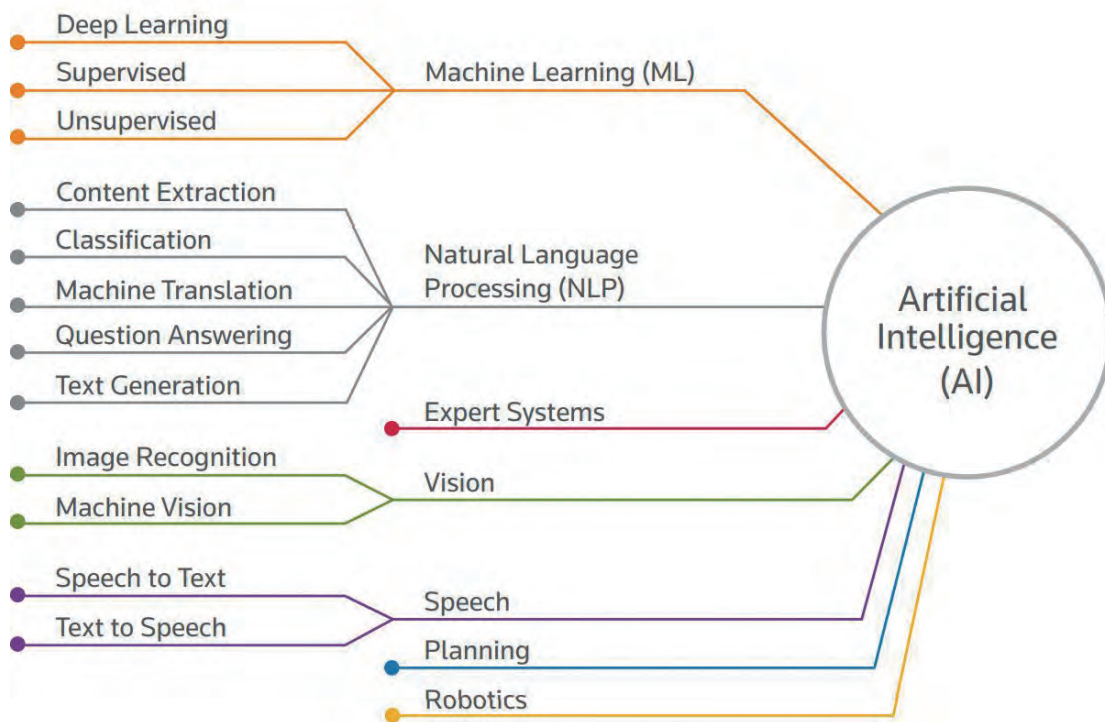 Deep Learning
Supervised
Unsupervised
Machine Learning (ML)
Content Extraction
Classification
Machine Translation
Question Answering
Text Generation
Natural Language
Processing (NLP)
Expert Systems
Image Recognition
Machine Vision
Vision
Speech to Text
Text to Speech
Speech
Planning
Robotics
Artificial
Intelligence
(AI)